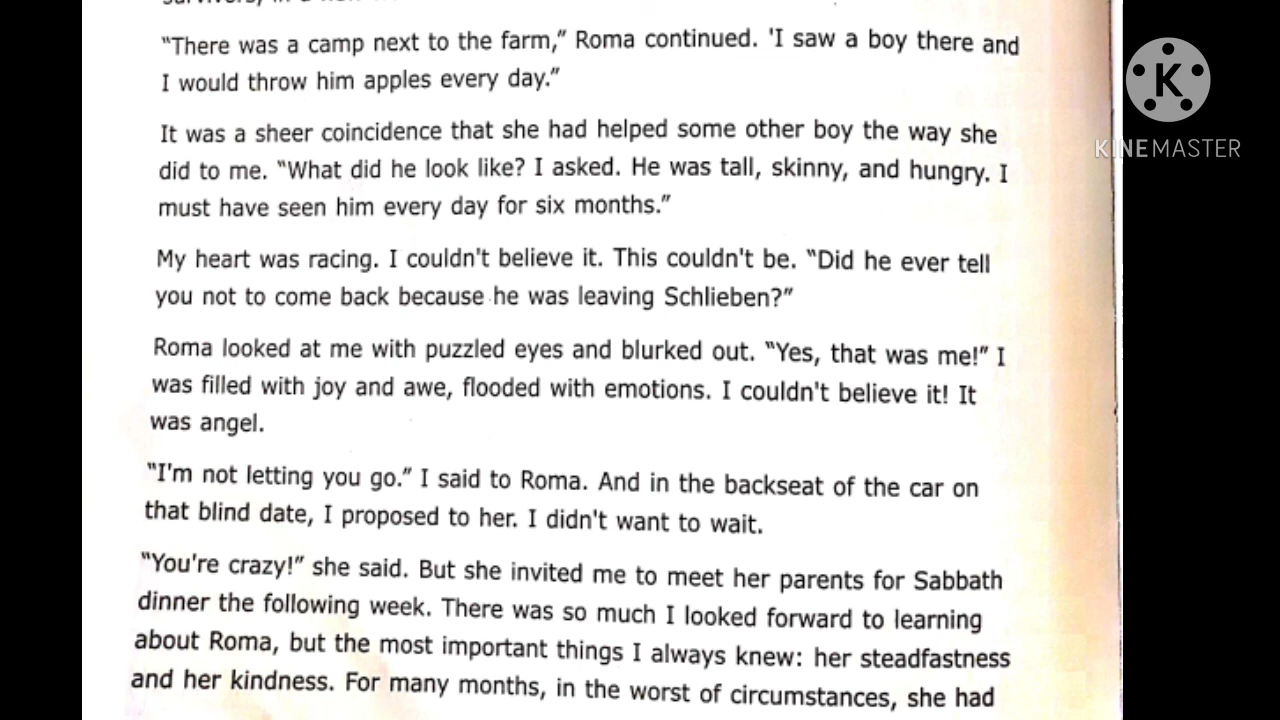 "There was a camp next to the farm," Roma continued. 'I saw a boy there and
I would throw him apples every day."
It was a sheer coincidence that she had helped some other boy the way she
did to me. "What did he look like? I asked. He was tall, skinny, and hungry. I
must have seen him every day for six months."
My heart was racing. I couldn't believe it. This couldn't be. "Did he ever tell
you not to come back because he was leaving Schlieben?"
Roma looked at me with puzzled eyes and blurked out. "Yes, that was me!" I
was filled with joy and awe, flooded with emotions. I couldn't believe it! It
was angel.
"I'm not letting you go." I said to Roma. And in the backseat of the car on
that blind date, I proposed to her. I didn't want to wait.
"You're crazy!" she said. But she invited me to meet her parents for Sabbath
dinner the following week. There was so much I looked forward to learning
about Roma, but the most important things I always knew: her steadfastness
and her kindness. For many months, in the worst of circumstances, she had
K
KINEMASTER